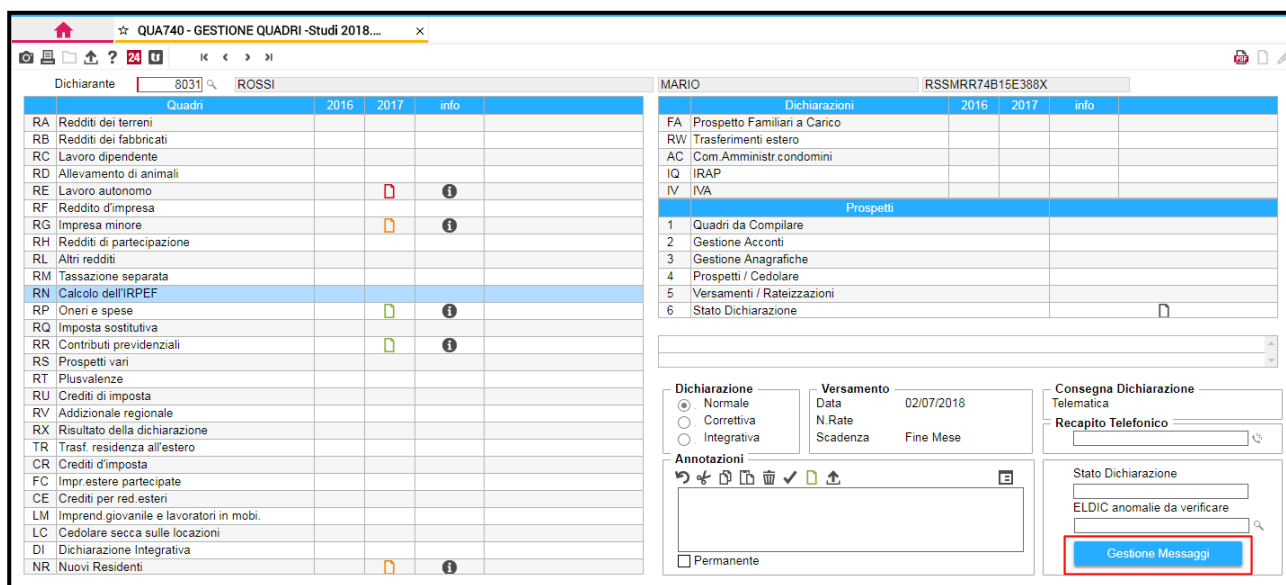 QUA740 - GESTIONE QUADRI -Studi 2018.... ×
? 24
Dichiarante 8031 ROSSI MARIO RSSMRR74B15E388X
Quadri 2016 2017 info
RA Redditi dei terreni
RB Redditi dei fabbricati
RC Lavoro dipendente
RD Allevamento di animali
RE Lavoro autonomo
RF Reddito d'impresa
RG Impresa minore
RH Redditi di partecipazione
RL Altri redditi
RM Tassazione separata
RN Calcolo dell'IRPEF
RP Oneri e spese
RQ Imposta sostitutiva
RR Contributi previdenziali
RS Prospetti vari
RT Plusvalenze
RU Crediti di imposta
RV Addizionale regionale
RX Risultato della dichiarazione
TR Trasf. residenza all'estero
CR Crediti d'imposta
FC Impr.estere partecipate
CE Crediti per red.esteri
LM Imprend.giovanile e lavoratori in mobi.
LC Cedolare secca sulle locazioni
DI Dichiarazione Integrativa
NR Nuovi Residenti
Dichiarazioni 2016 2017 info
FA Prospetto Familiari a Carico
RW Trasferimenti estero
AC Com.Amministr.condomini
IQ IRAP
IV IVA
Prospetti
1 Quadri da Compilare
2 Gestione Acconti
3 Gestione Anagrafiche
4 Prospetti / Cedolare
5 Versamenti / Rateizzazioni
6 Stato Dichiarazione
Dichiarazione
Normale
Correttiva
Integrativa
Versamento
Data 02/07/2018
N.Rate
Scadenza Fine Mese
Consegna Dichiarazione
Telematica
Recapito Telefonico
Annotazioni
Permanente
Stato Dichiarazione
ELDIC anomalie da verificare
Gestione Messaggi